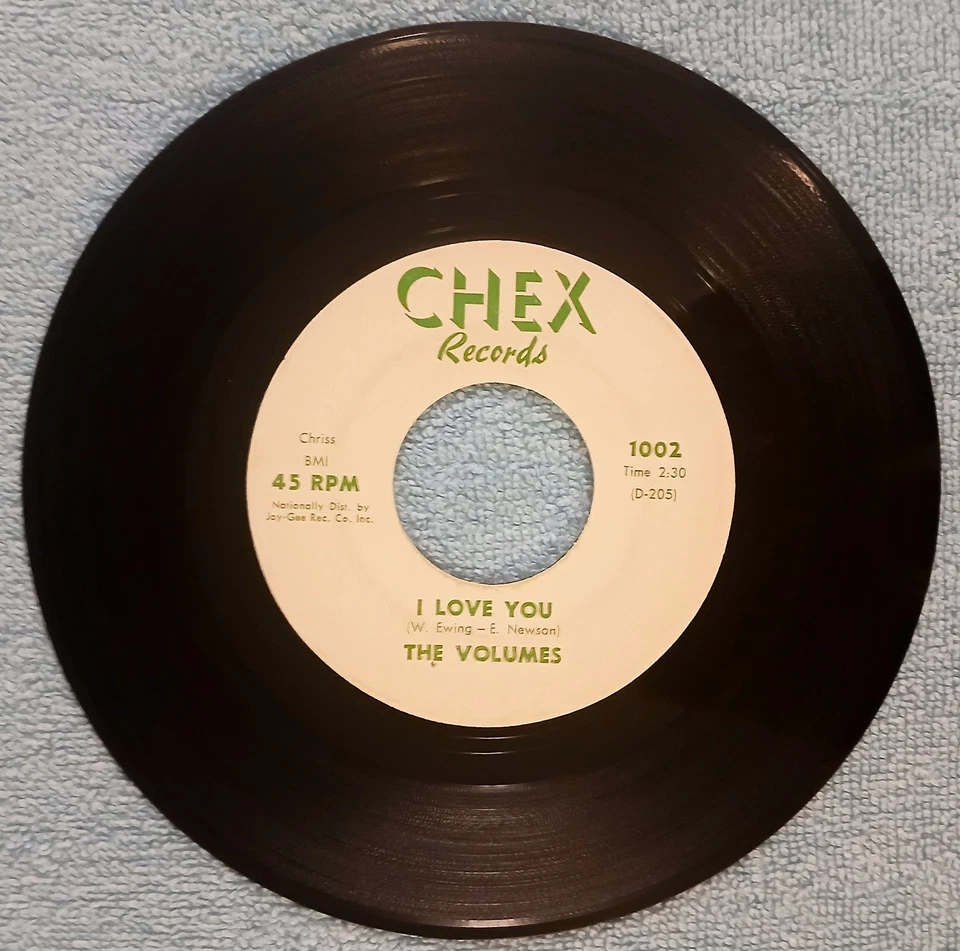 CHEX
Records
Chriss
BMI
45 RPM
Nationally Dist. by
Jay-Gee Rec. Co. Inc.
1002
Time 2:30
(D-205)
I LOVE YOU
(W. Ewing — E. Newson)
THE VOLUMES